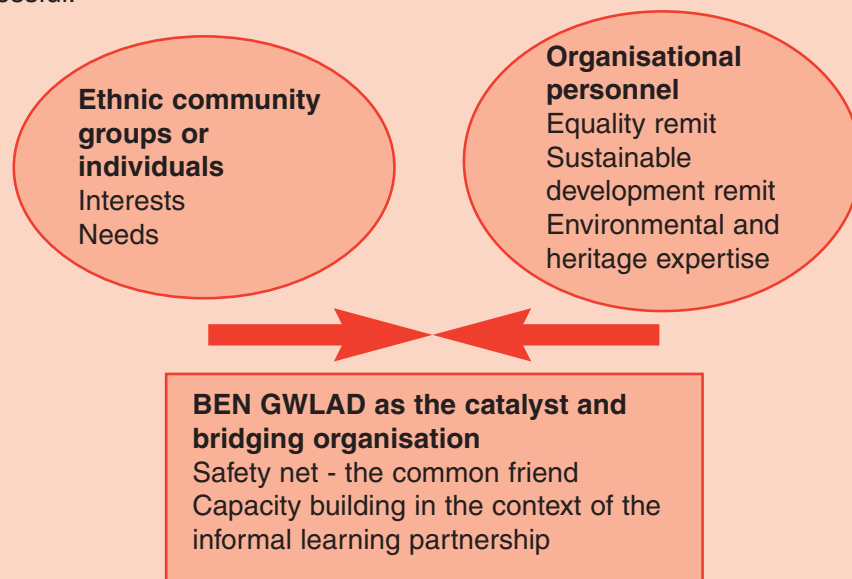 Ethnic community
groups or
individuals
Interests
Needs
Organisational
personnel
Equality remit
Sustainable
development remit
Environmental and
heritage expertise
BEN GWLAD as the catalyst and
bridging organisation
Safety net - the common friend
Capacity building in the context of the
informal learning partnership